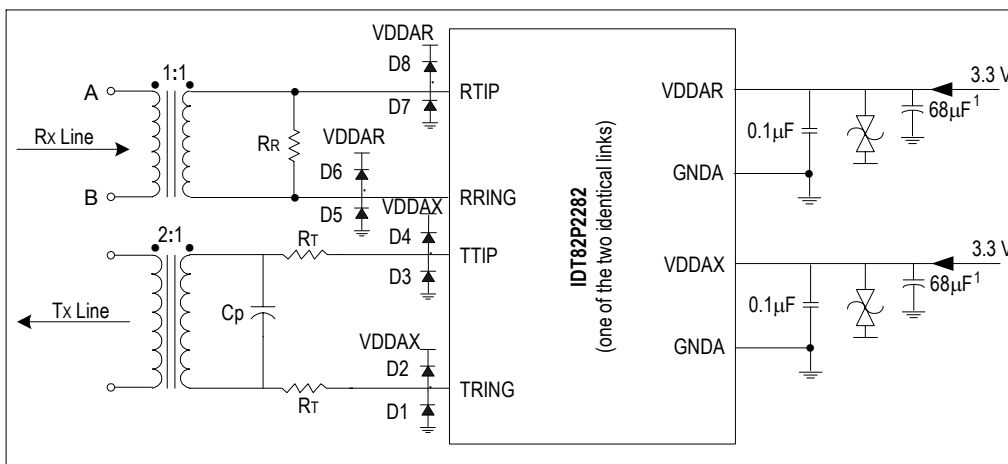 VDDAR
D8
1:1
A
RTIP
D7
Rx Line
RR
VDDAR
D6
B
RRING
D5
VDDAX
2:1
RT
D4
TTIP
D3
Cp
Tx Line
VDDAX
D2
TRING
RT
D1
IDT82P2282
(one of the two identical links)
3.3 V
VDDAR
68μF1
0.1μF
GNDA
3.3 V
VDDAX
68μF1
0.1μF
GNDA